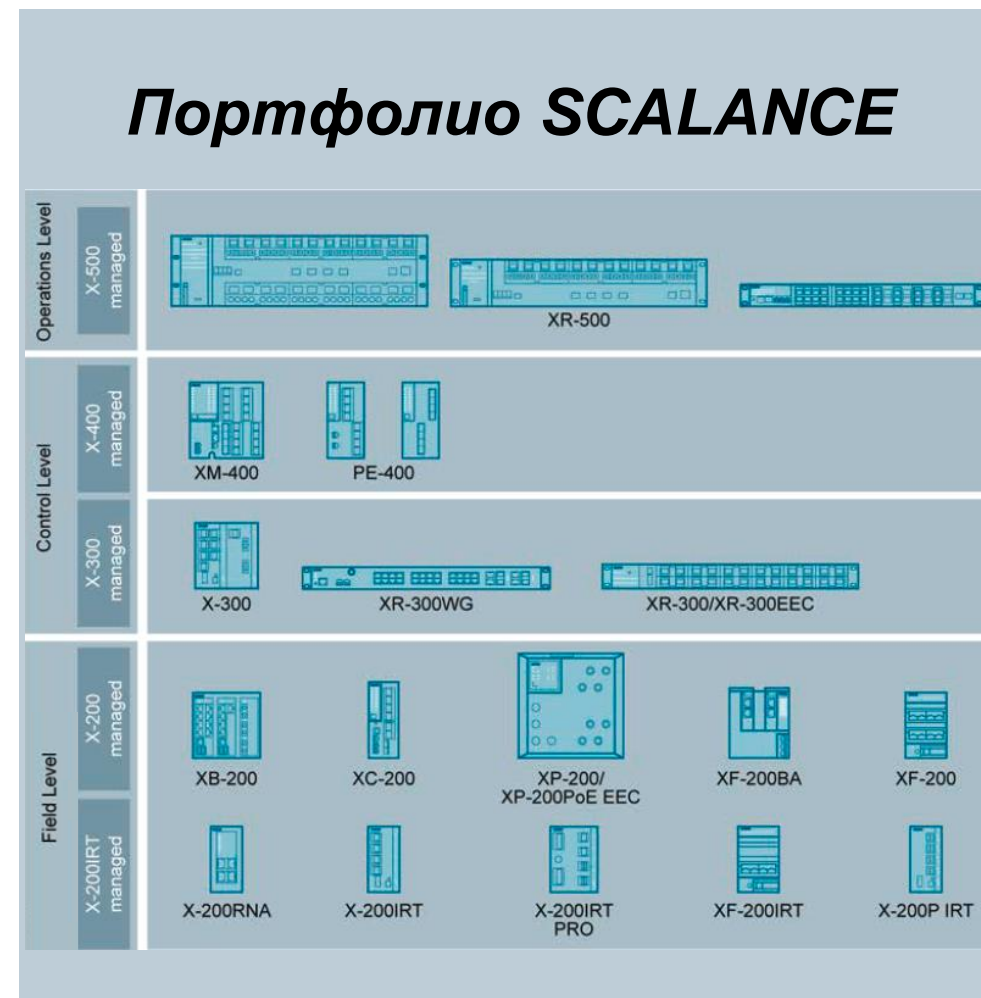 Портфолио SCALANCE
Operations Level
X-500
managed
XR-500
Control Level
X-400
managed
XM-400
PE-400
X-300
managed
X-300
XR-300WG
XR-300/XR-300EEC
Field Level
X-200
managed
XB-200
XC-200
XP-200/
XP-200PoE EEC
XF-200BA
XF-200
X-200IRT
managed
X-200RNA
X-200IRT
X-200IRT
PRO
XF-200IRT
X-200P IRT